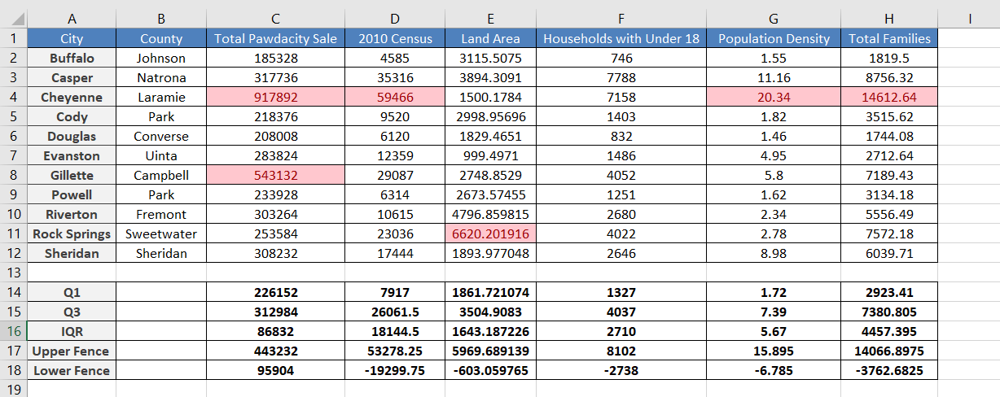 A B C D E F G H I
1 City County Total Pawdacity Sale 2010 Census Land Area Households with Under 18 Population Density Total Families
2 Buffalo Johnson 185328 4585 3115.5075 746 1.55 1819.5
3 Casper Natrona 317736 35316 3894.3091 7788 11.16 8756.32
4 Cheyenne Laramie 917892 59466 1500.1784 7158 20.34 14612.64
5 Cody Park 218376 9520 2998.95696 1403 1.82 3515.62
6 Douglas Converse 208008 6120 1829.4651 832 1.46 1744.08
7 Evanston Uinta 283824 12359 999.4971 1486 4.95 2712.64
8 Gillette Campbell 543132 29087 2748.8529 4052 5.8 7189.43
9 Powell Park 233928 6314 2673.57455 1251 1.62 3134.18
10 Riverton Fremont 303264 10615 4796.859815 2680 2.34 5556.49
11 Rock Springs Sweetwater 253584 23036 6620.201916 4022 2.78 7572.18
12 Sheridan Sheridan 308232 17444 1893.977048 2646 8.98 6039.71
13
14 Q1 226152 7917 1861.721074 1327 1.72 2923.41
15 Q3 312984 26061.5 3504.9083 4037 7.39 7380.805
16 IQR 86832 18144.5 1643.187226 2710 5.67 4457.395
17 Upper Fence 443232 53278.25 5969.689139 8102 15.895 14066.8975
18 Lower Fence 95904 -19299.75 -603.059765 -2738 -6.785 -3762.6825
19